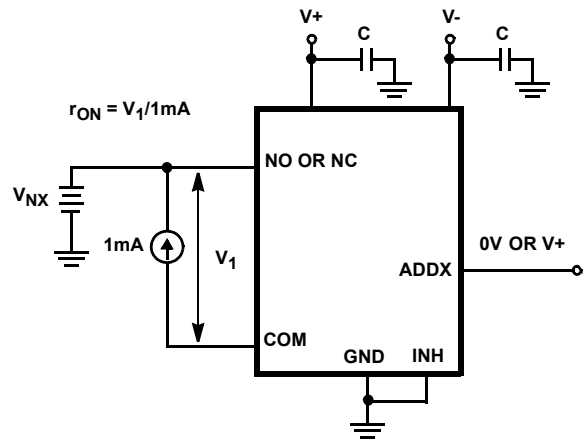 V+
C
V-
C
rON = V1/1mA
NO OR NC
VNX
1mA
V1
0V OR V+
ADDX
COM
GND
INH